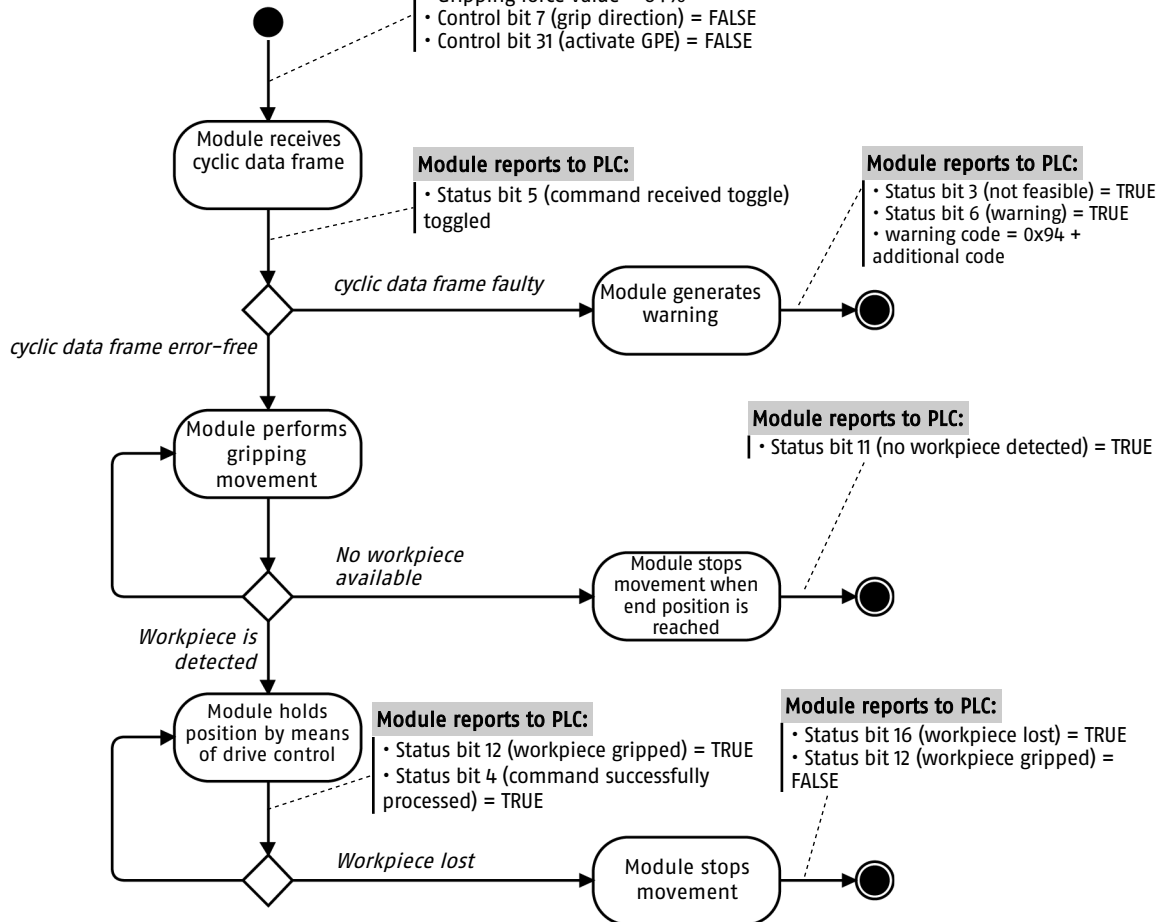 • Control bit 7 (grip direction) = FALSE
• Control bit 31 (activate GPE) = FALSE
Module receives
cyclic data frame
Module reports to PLC:
• Status bit 5 (command received toggle)
toggled
Module reports to PLC:
• Status bit 3 (not feasible) = TRUE
• Status bit 6 (warning) = TRUE
• warning code = 0x94 +
additional code
cyclic data frame faulty
Module generates
warning
cyclic data frame error-free
Module performs
gripping
movement
Module reports to PLC:
• Status bit 11 (no workpiece detected) = TRUE
No workpiece
available
Module stops
movement when
end position is
reached
Workpiece is
detected
Module holds
position by means
of drive control
Module reports to PLC:
• Status bit 12 (workpiece gripped) = TRUE
• Status bit 4 (command successfully
processed) = TRUE
Module reports to PLC:
• Status bit 16 (workpiece lost) = TRUE
• Status bit 12 (workpiece gripped) =
FALSE
Workpiece lost
Module stops
movement